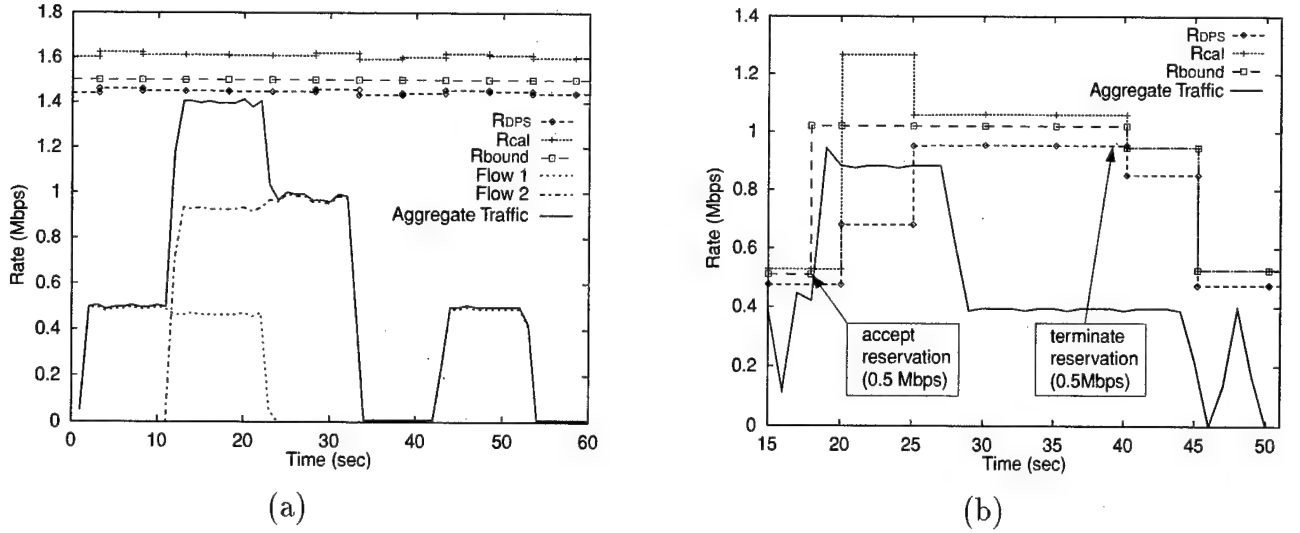 1.8
1.6
1.4
1.2
1
0.8
0.6
0.4
0.2
0
Rate (Mbps)
RDPS
Rcal
Rbound
Flow 1
Flow 2
Aggregate Traffic
0 10 20 30 40 50 60
Time (sec)
(a)
1.4
1.2
1
0.8
0.6
0.4
0.2
0
Rate (Mbps)
RDPS
Rcal
Rbound
Aggregate Traffic
accept
reservation
(0.5 Mbps)
terminate
reservation
(0.5Mbps)
15 20 25 30 35 40 45 50
Time (sec)
(b)